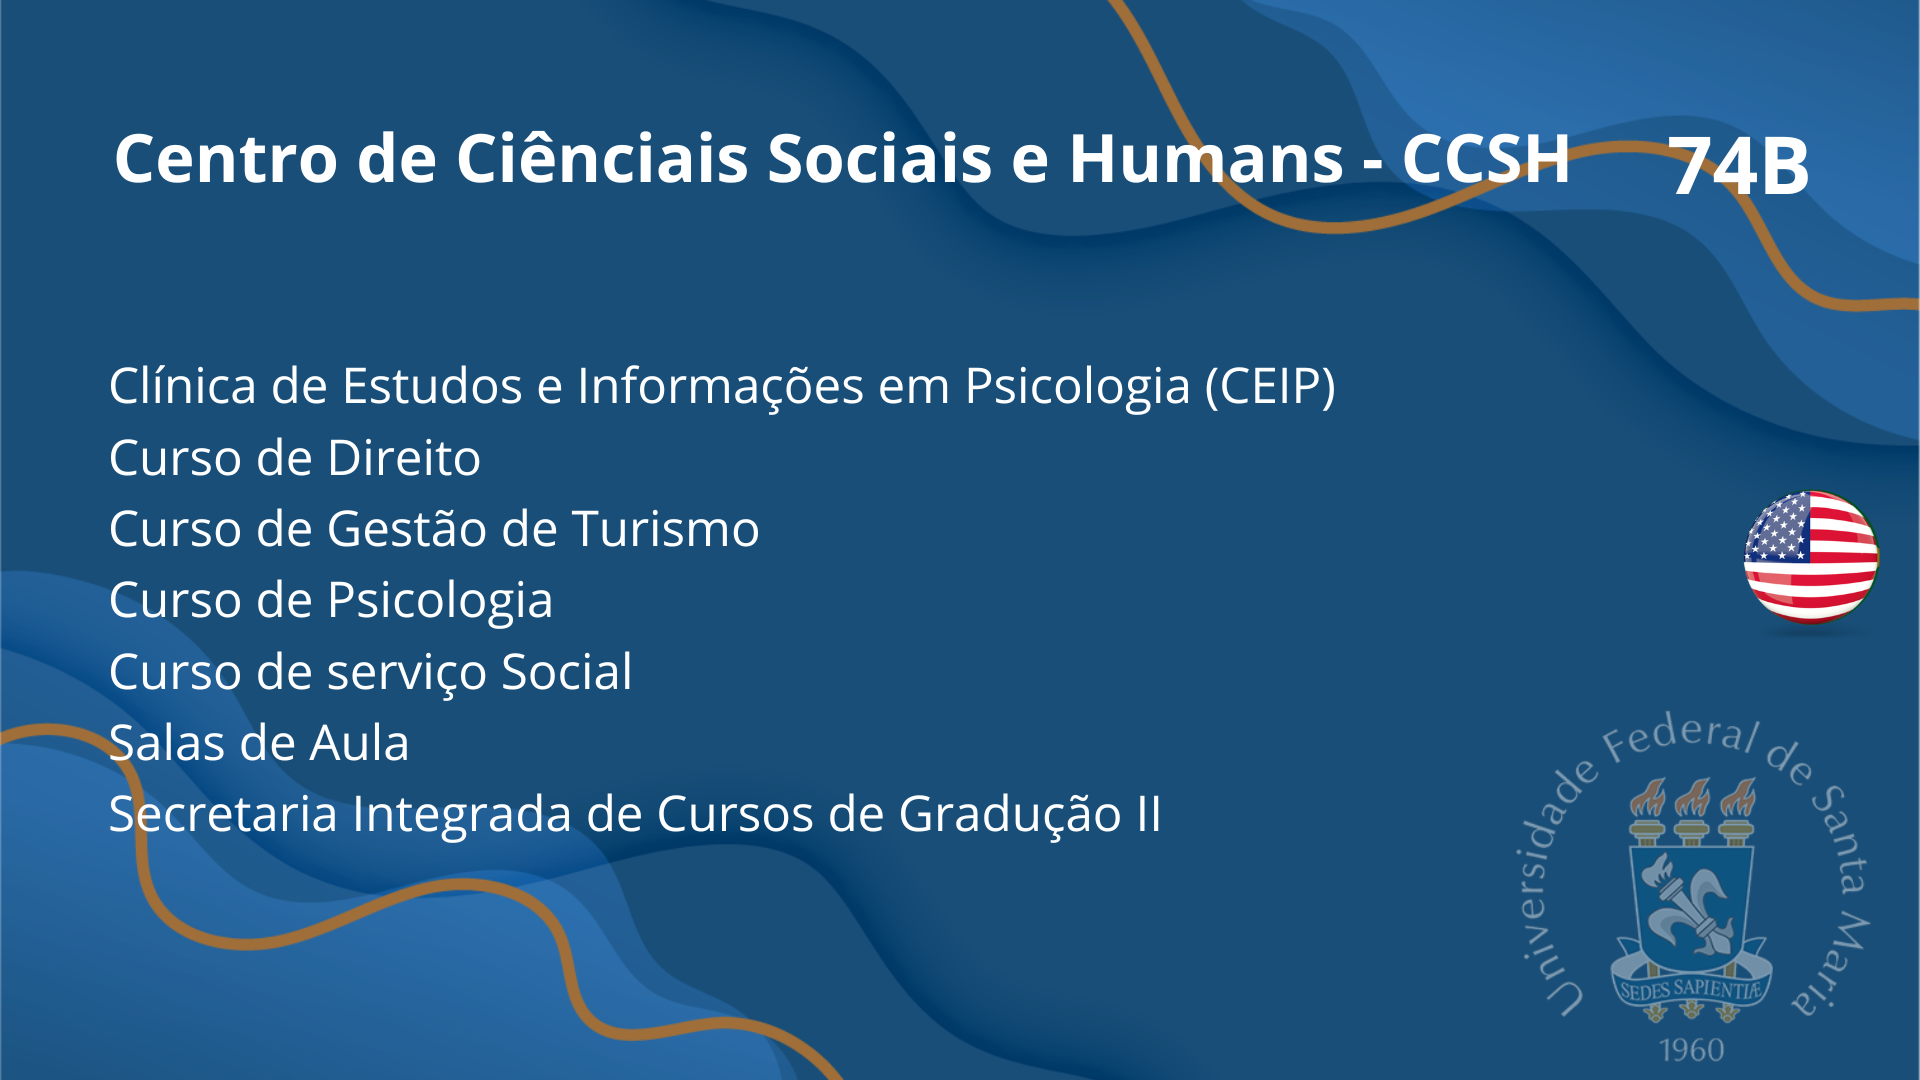 Centro de Ciênciais Sociais e Humans - CCSH
74B
Clínica de Estudos e Informações em Psicologia (CEIP)
Curso de Direito
Curso de Gestão de Turismo
Curso de Psicologia
Curso de serviço Social
Salas de Aula
Secretaria Integrada de Cursos de Gradução II
Universidade Federal de Santa Maria
SEDES SAPIENTIÆ
1960